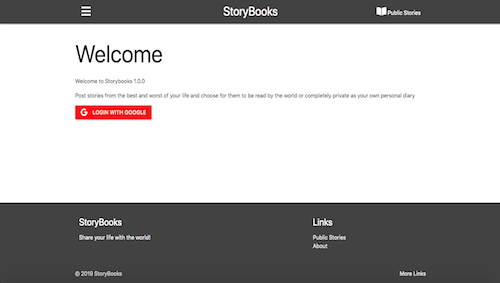 StoryBooks
Public Stories
Welcome
Welcome to Storybooks 1.0.0
Post stories from the best and worst of your life and choose for them to be read by the world or completely private as your own personal diary
G LOGIN WITH GOOGLE
StoryBooks
Share your life with the world!
Links
Public Stories
About
© 2019 StoryBooks
More Links